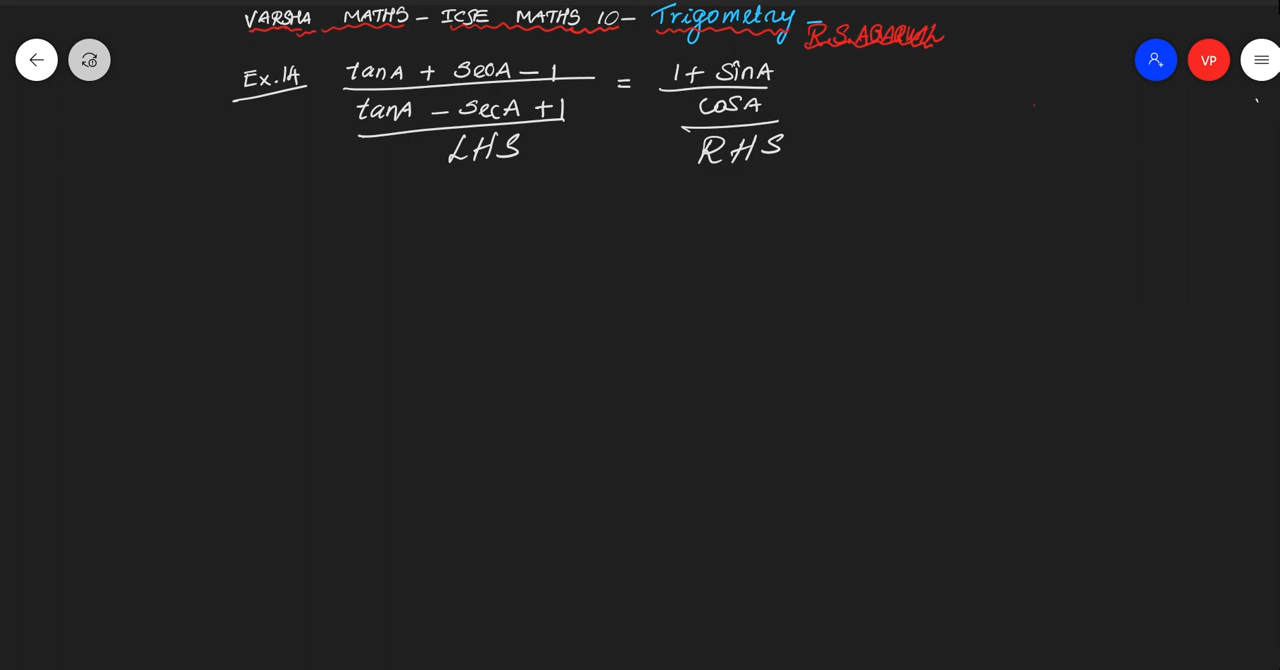 VARSHA MATHS - ICSE MATHS 10 - Trigometry -
R.S. AGARWAL
VP
Ex.14 tanA + secA - 1 / tanA - secA + 1 = 1 + sinA / cosA
LHS RHS